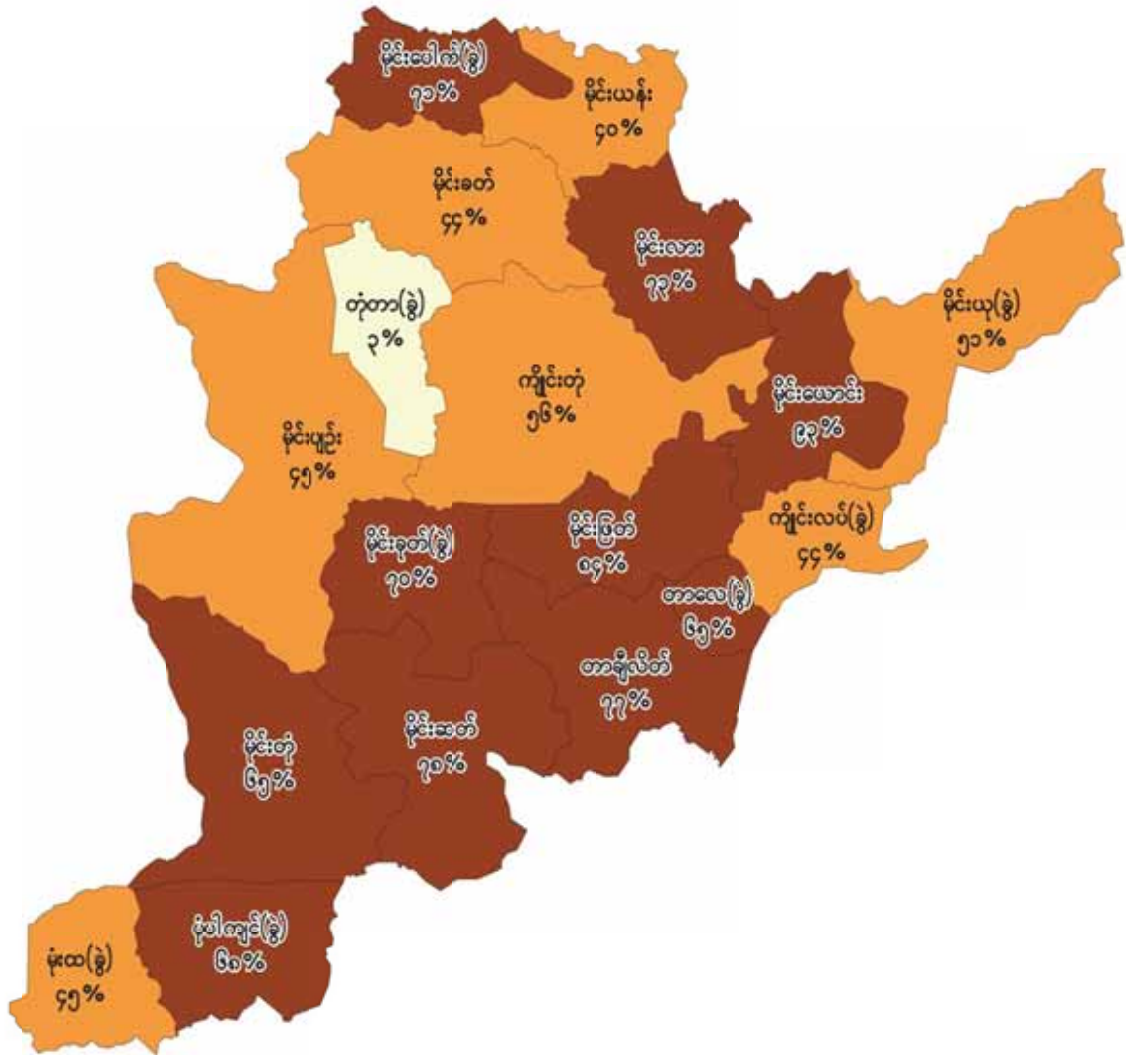 မိုင်းပေါက်(ခွဲ)
၇၁%
မိုင်းယန်း
၄၀%
မိုင်းခတ်
၄၄%
မိုင်းလား
၇၃%
တုံတာ(ခွဲ)
၃%
မိုင်းယု(ခွဲ)
၅၁%
ကျိုင်းတုံ
၅၆%
မိုင်းယောင်း
၉၃%
မိုင်းပျဉ်း
၄၅%
မိုင်းခုတ်(ခွဲ)
၇၀%
မိုင်းဖြတ်
၈၄%
ကျိုင်းလပ်(ခွဲ)
၄၄%
တာလေ(ခွဲ)
၆၅%
တာချီလိတ်
၇၇%
မိုင်းတုံ
၆၅%
မိုင်းဆတ်
၇၈%
ပုံပါကျင်(ခွဲ)
၆၈%
မုံးထ(ခွဲ)
၄၅%